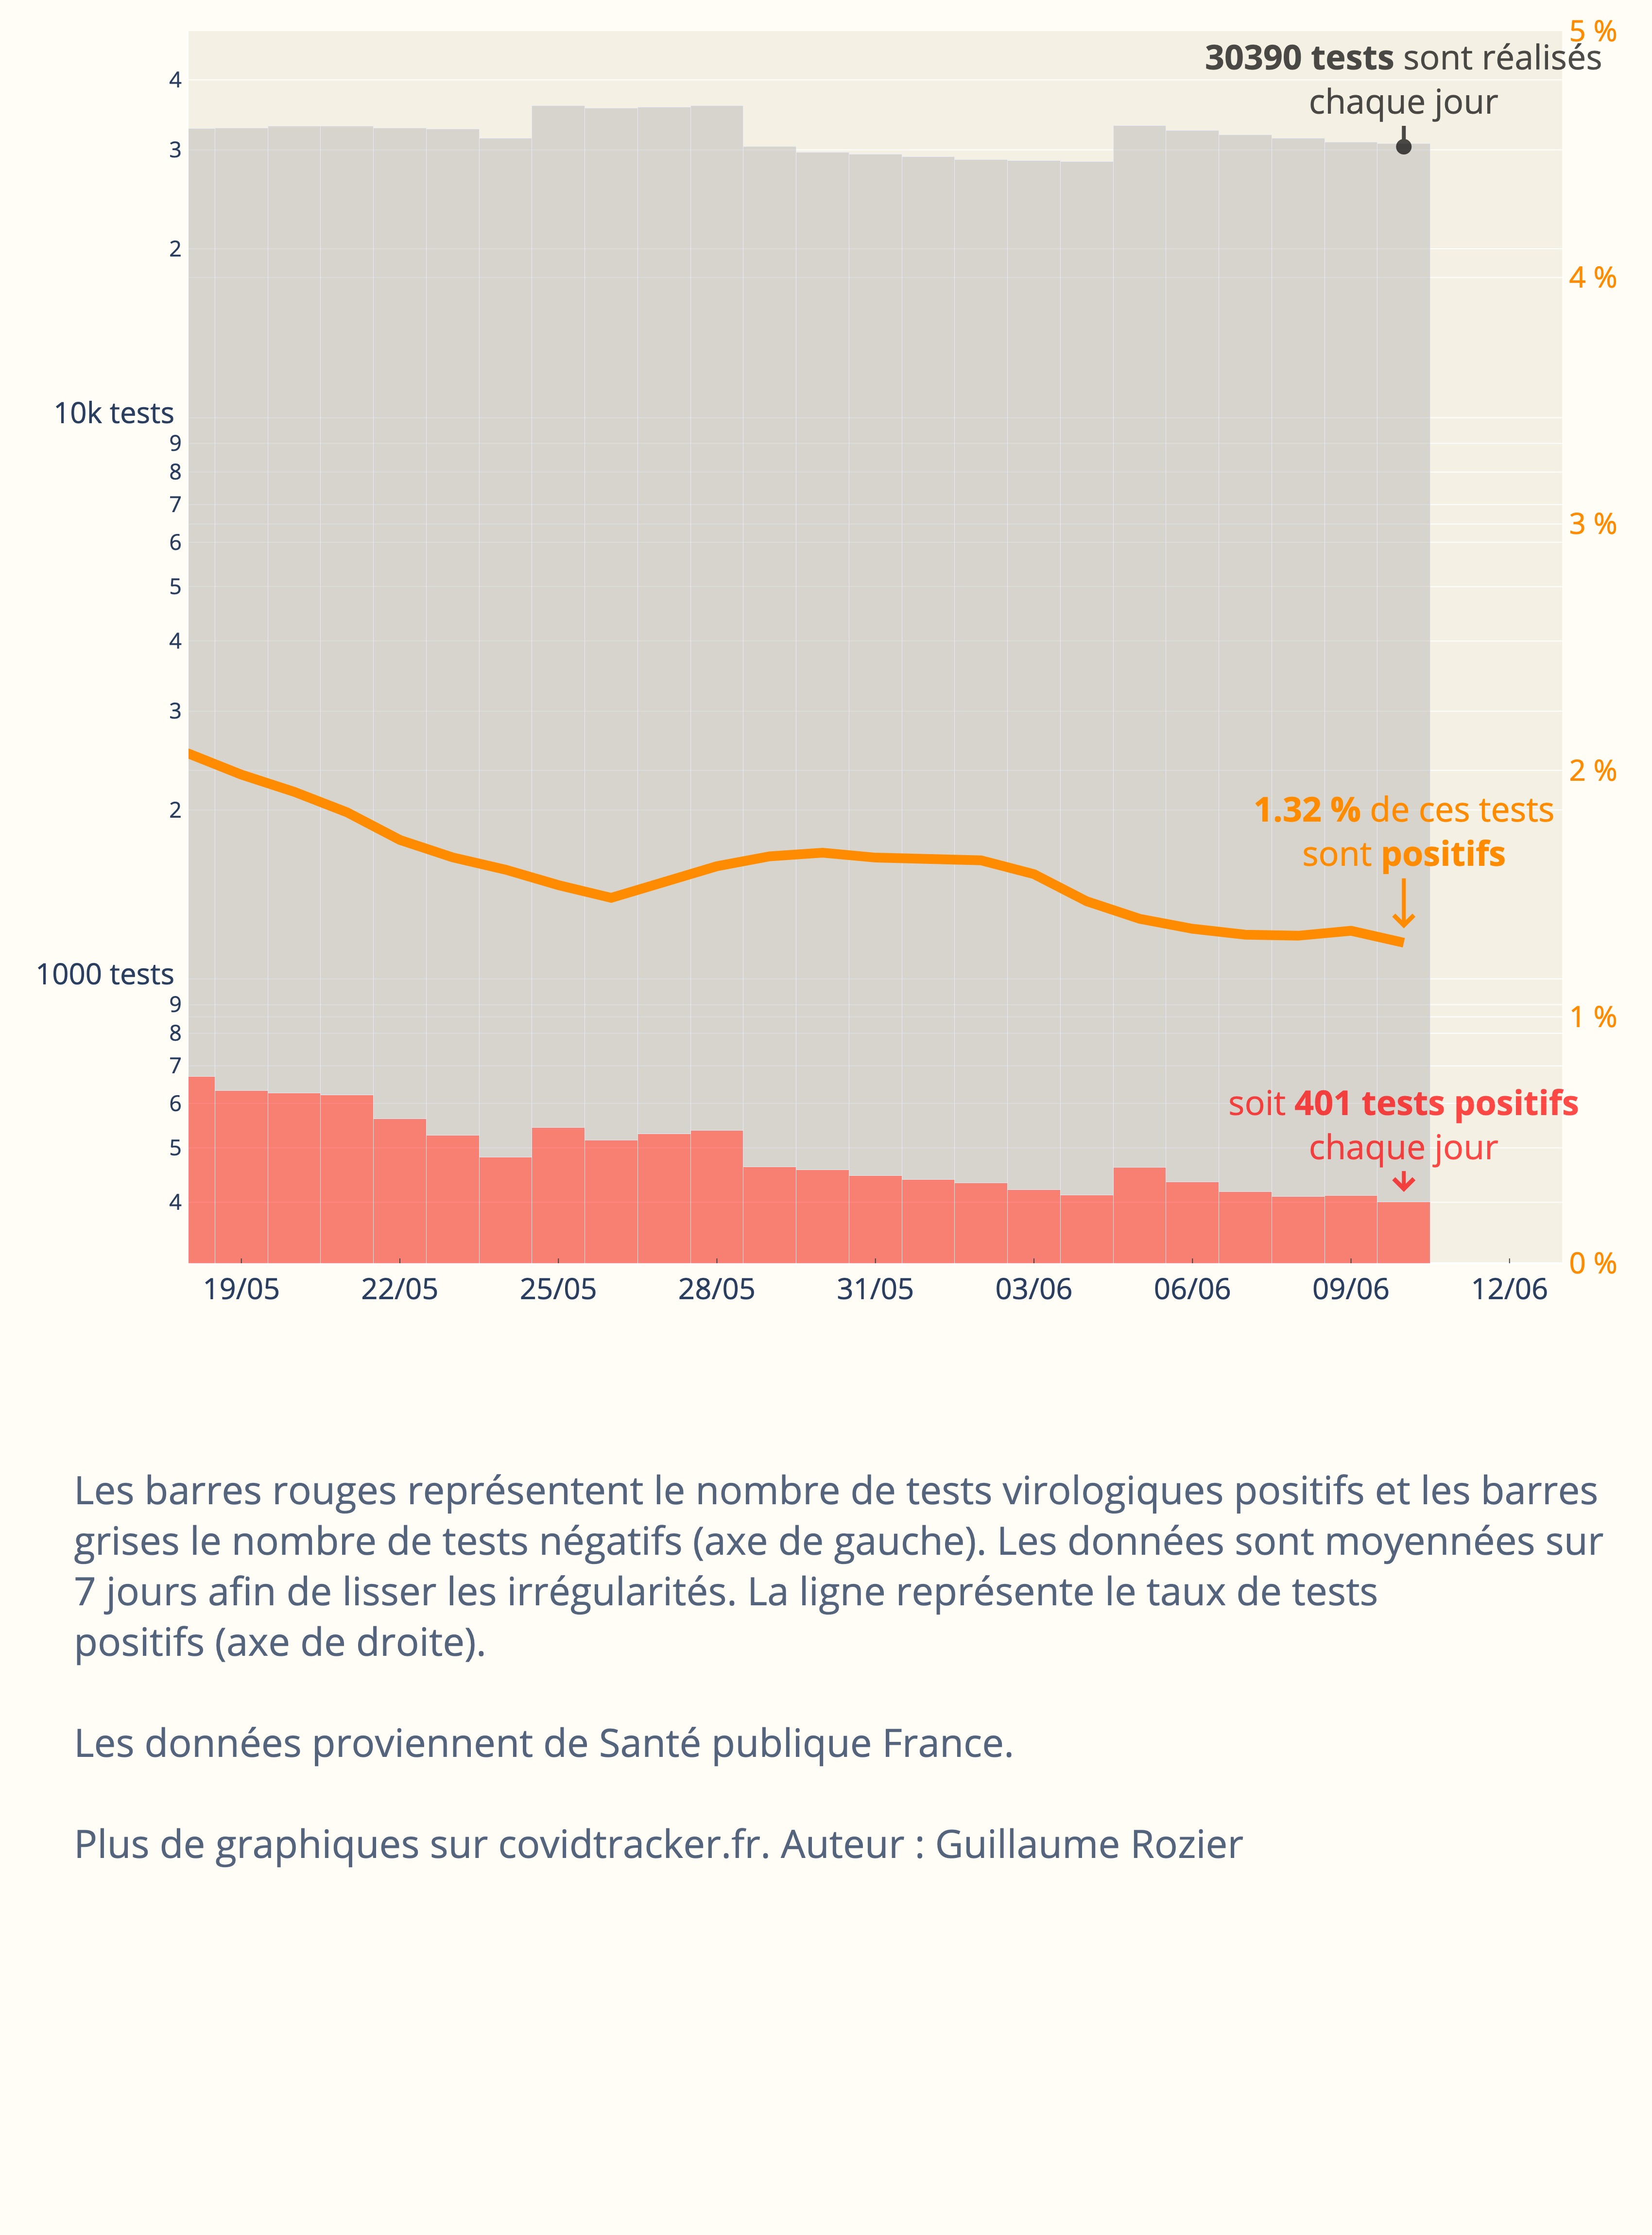 5 %
30390 tests sont réalisés
chaque jour
4
3
2
4 %
10k tests
9
8
7
3 %
6
5
4
3
2 %
2
1.32 % de ces tests
sont positifs
1000 tests
9
1 %
8
7
6
soit 401 tests positifs
chaque jour
5
4
0 %
19/05 22/05 25/05 28/05 31/05 03/06 06/06 09/06 12/06
Les barres rouges représentent le nombre de tests virologiques positifs et les barres
grises le nombre de tests négatifs (axe de gauche). Les données sont moyennées sur
7 jours afin de lisser les irrégularités. La ligne représente le taux de tests
positifs (axe de droite).
Les données proviennent de Santé publique France.
Plus de graphiques sur covidtracker.fr. Auteur : Guillaume Rozier